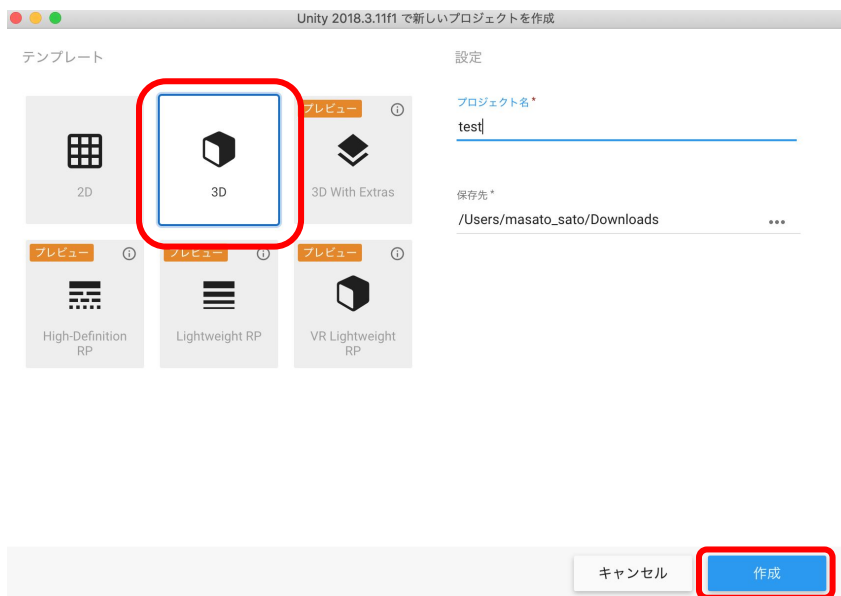 Unity 2018.3.11f1 で新しいプロジェクトを作成
テンプレート
設定
2D
3D
プレビュー
3D With Extras
プレビュー
High-Definition
RP
プレビュー
Lightweight RP
プレビュー
VR Lightweight
RP
プロジェクト名*
test
保存先*
/Users/masato_sato/Downloads
キャンセル
作成